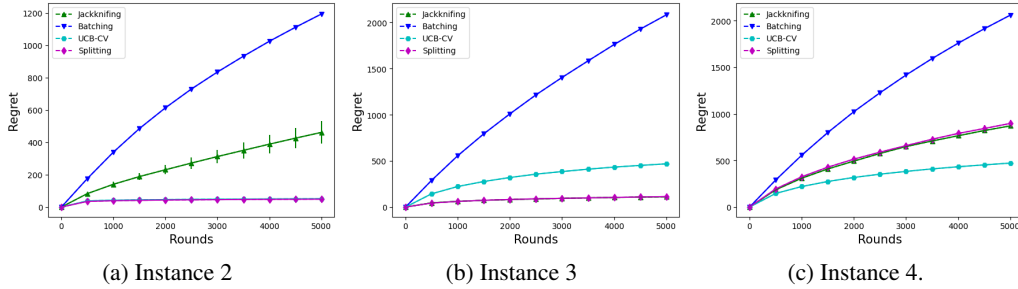 Jackknifing
Batching
UCB-CV
Splitting
1200
1000
800
600
400
200
0
Regret
0 1000 2000 3000 4000 5000
Rounds
(a) Instance 2
Jackknifing
Batching
UCB-CV
Splitting
2000
1500
1000
500
0
Regret
0 1000 2000 3000 4000 5000
Rounds
(b) Instance 3
Jackknifing
Batching
UCB-CV
Splitting
2000
1500
1000
500
0
Regret
0 1000 2000 3000 4000 5000
Rounds
(c) Instance 4.